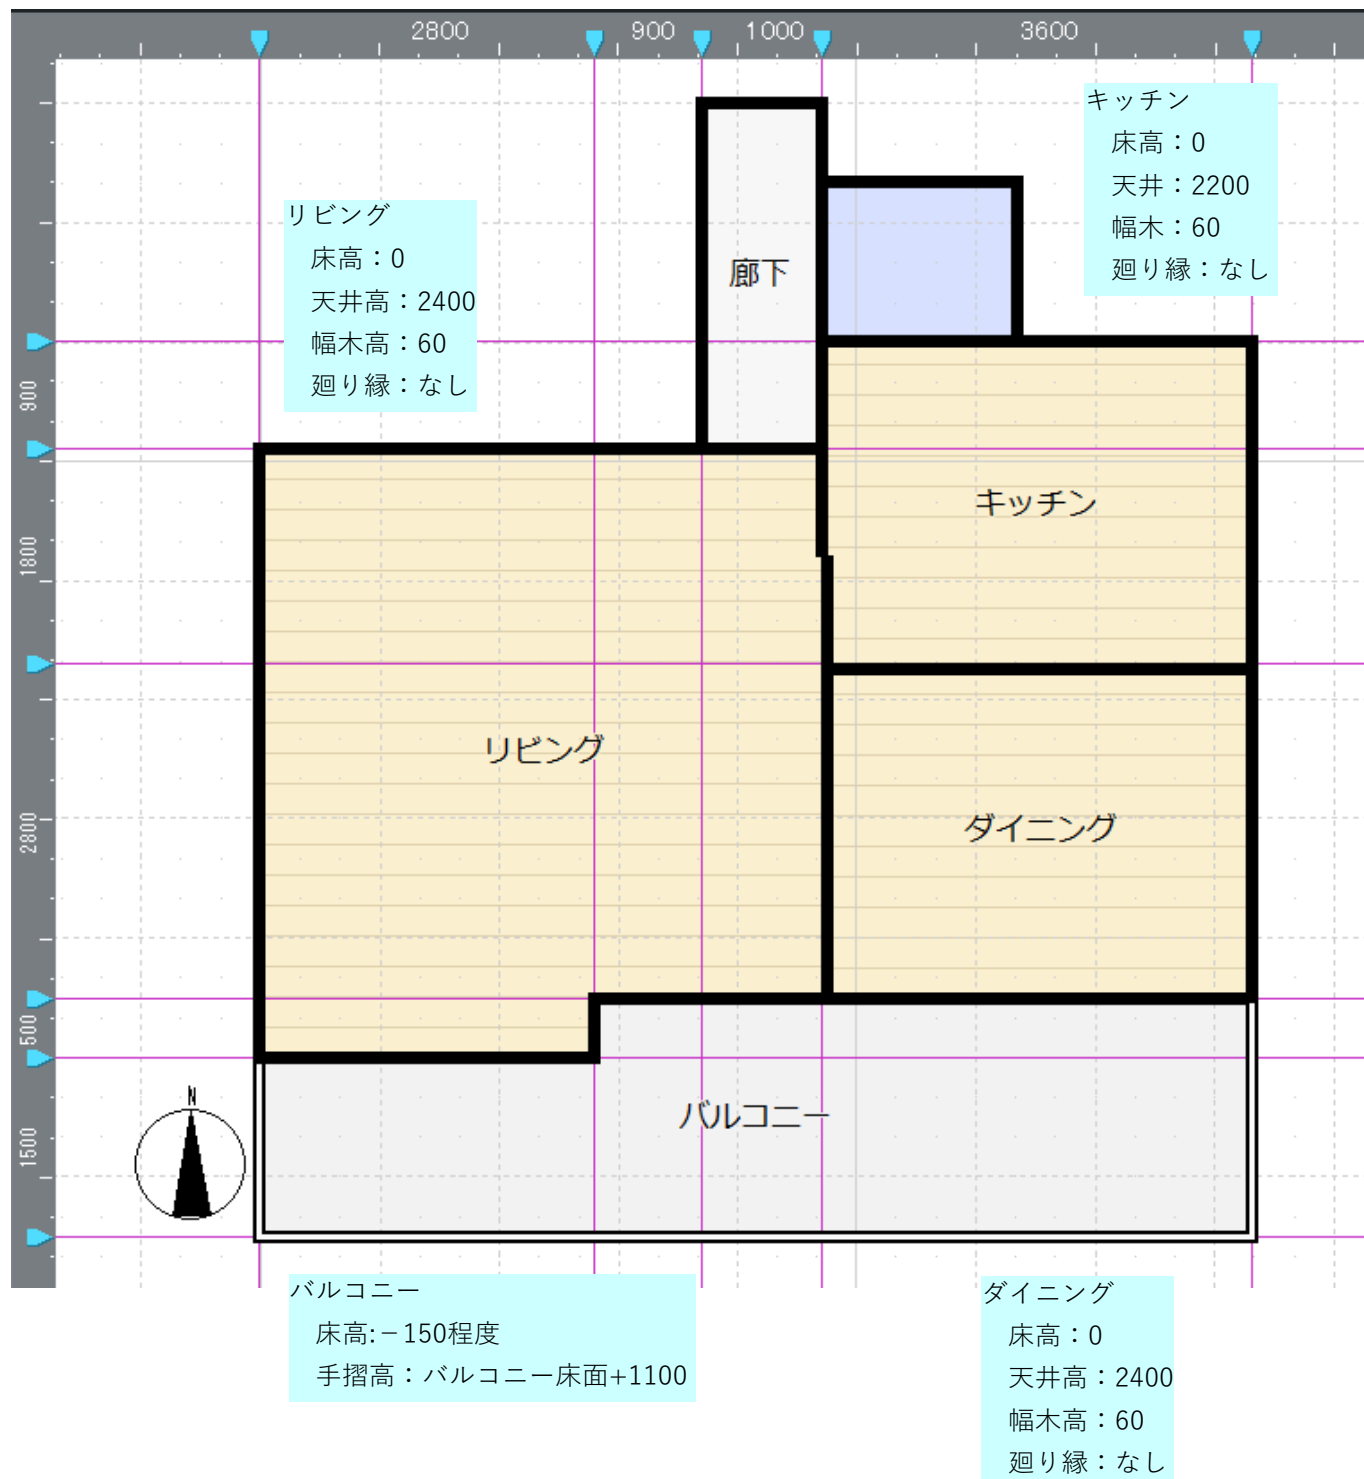 2800 900 1000 3600
キッチン
床高：0
天井：2200
幅木：60
廻り縁：なし
リビング
床高：0
天井高：2400
幅木高：60
廻り縁：なし
廊下
900
キッチン
1800
リビング
2800
ダイニング
500
バルコニー
N
1500
バルコニー
床高:－150程度
手摺高：バルコニー床面+1100
ダイニング
床高：0
天井高：2400
幅木高：60
廻り縁：なし